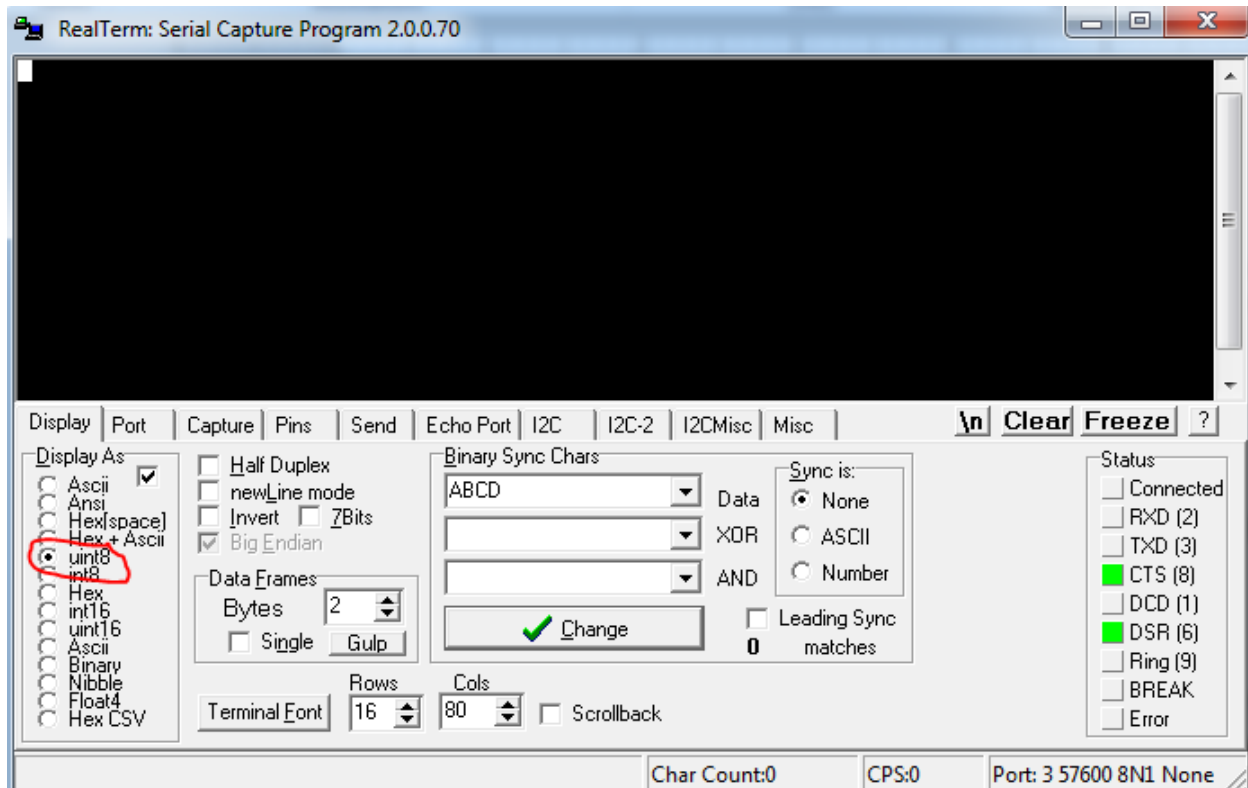 RealTerm: Serial Capture Program 2.0.0.70
Display Port Capture Pins Send Echo Port I2C I2C-2 I2CMisc Misc \n Clear Freeze ?
Display As
Ascii
Ansi
Hex[space]
Hex + Ascii
uint8
int8
Hex
int16
uint16
Ascii
Binary
Nibble
Float4
Hex CSV
Half Duplex
newLine mode
Invert 7Bits
Big Endian
Data Frames
Bytes 2
Single Gulp
Binary Sync Chars
ABCD Data
XOR
AND
Change
Sync is:
None
ASCII
Number
Leading Sync
0 matches
Terminal Font
Rows
16
Cols
80
Scrollback
Status
Connected
RXD (2)
TXD (3)
CTS (8)
DCD (1)
DSR (6)
Ring (9)
BREAK
Error
Char Count:0 CPS:0 Port: 3 57600 8N1 None